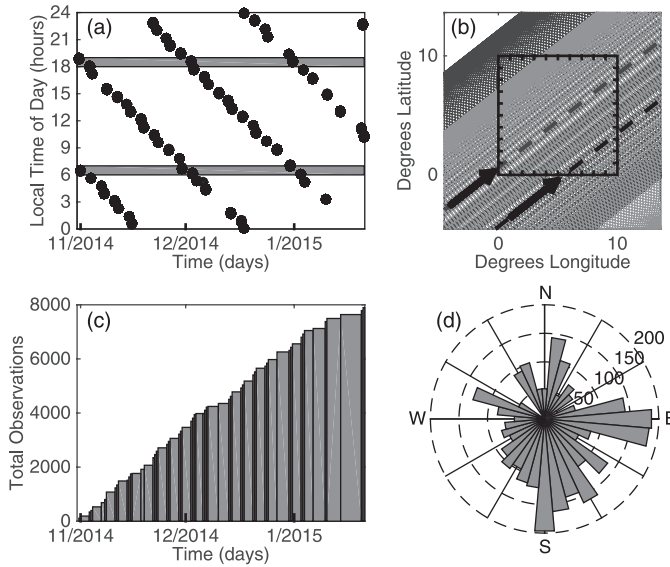 (a)
Local Time of Day (hours)
24
21
18
15
12
9
6
3
0
11/2014
12/2014
1/2015
Time (days)
(b)
Degrees Latitude
10
0
0
10
Degrees Longitude
(c)
Total Observations
8000
6000
4000
2000
0
11/2014
12/2014
1/2015
Time (days)
(d)
N
200
150
100
50
W
E
S